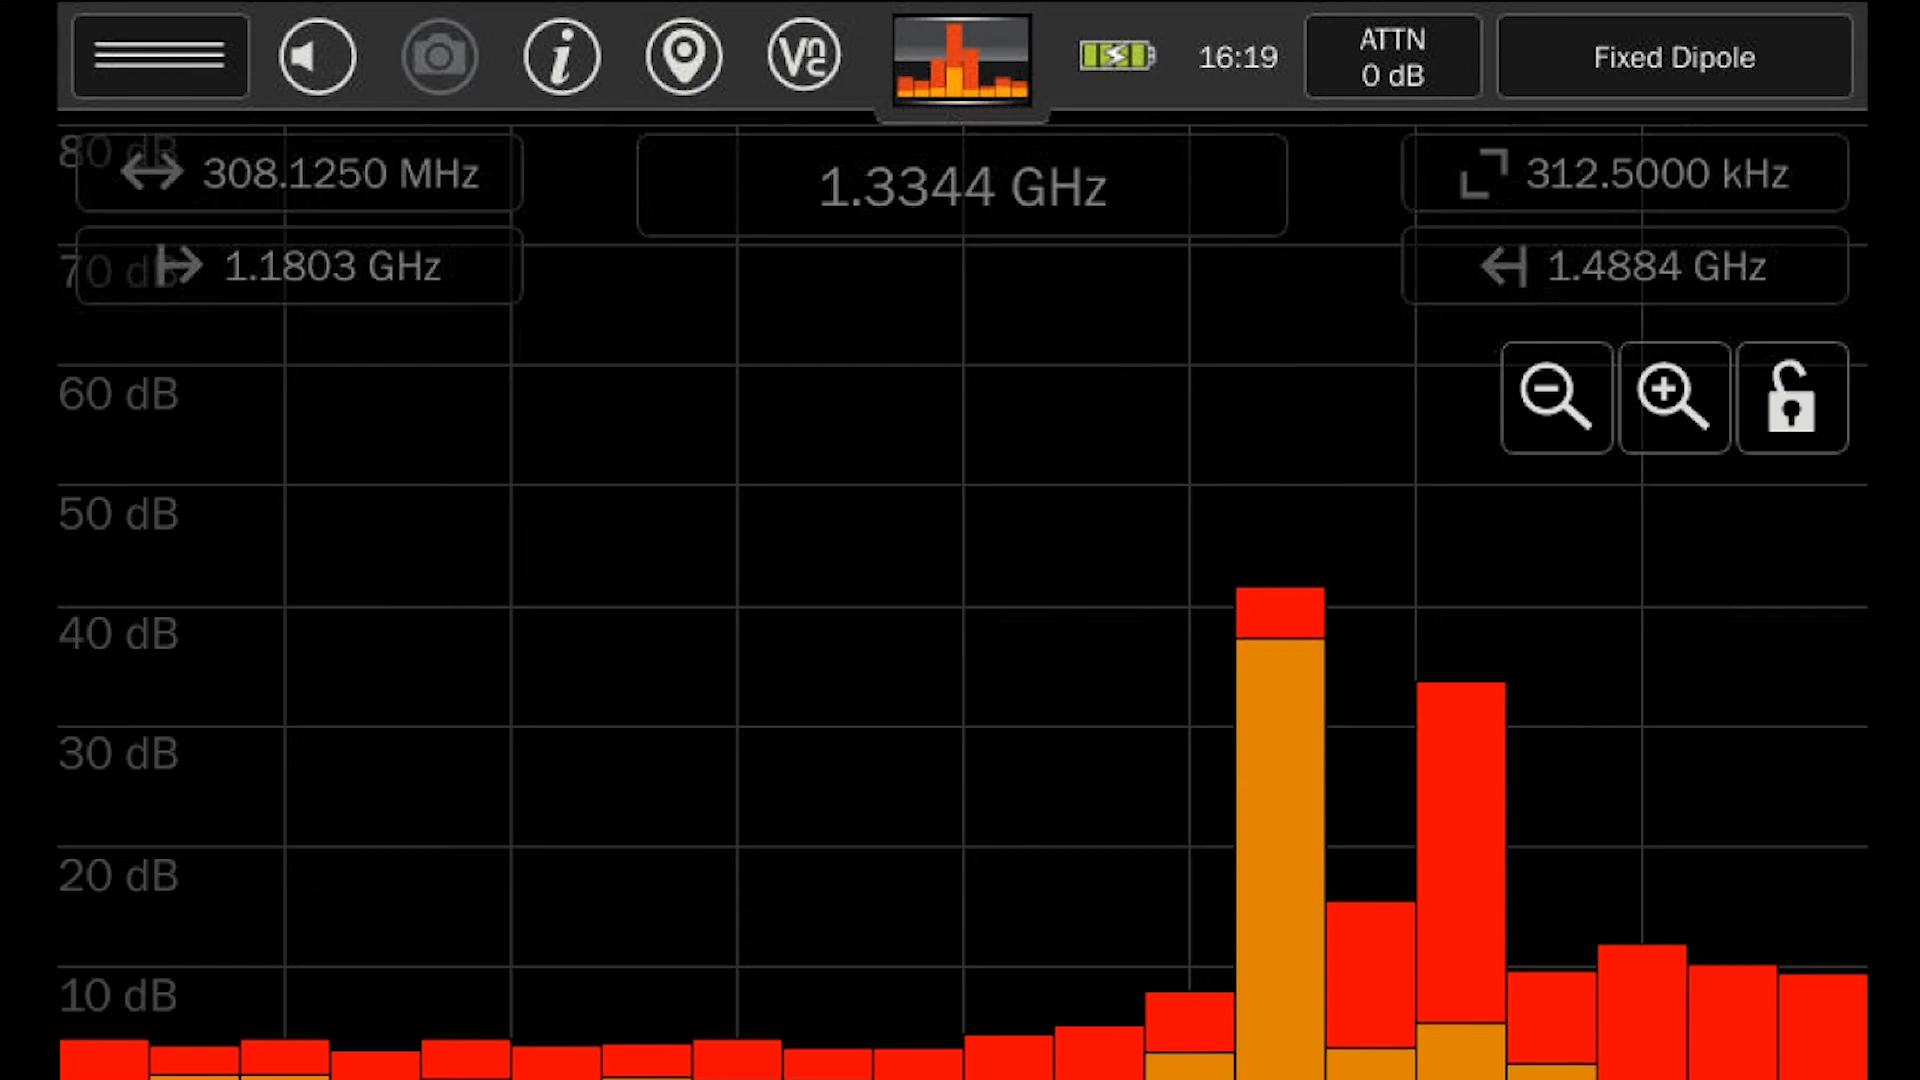 Vnc
16:19
ATTN
0 dB
Fixed Dipole
80 dB
308.1250 MHz
1.3344 GHz
312.5000 kHz
70 dB
1.1803 GHz
1.4884 GHz
60 dB
50 dB
40 dB
30 dB
20 dB
10 dB